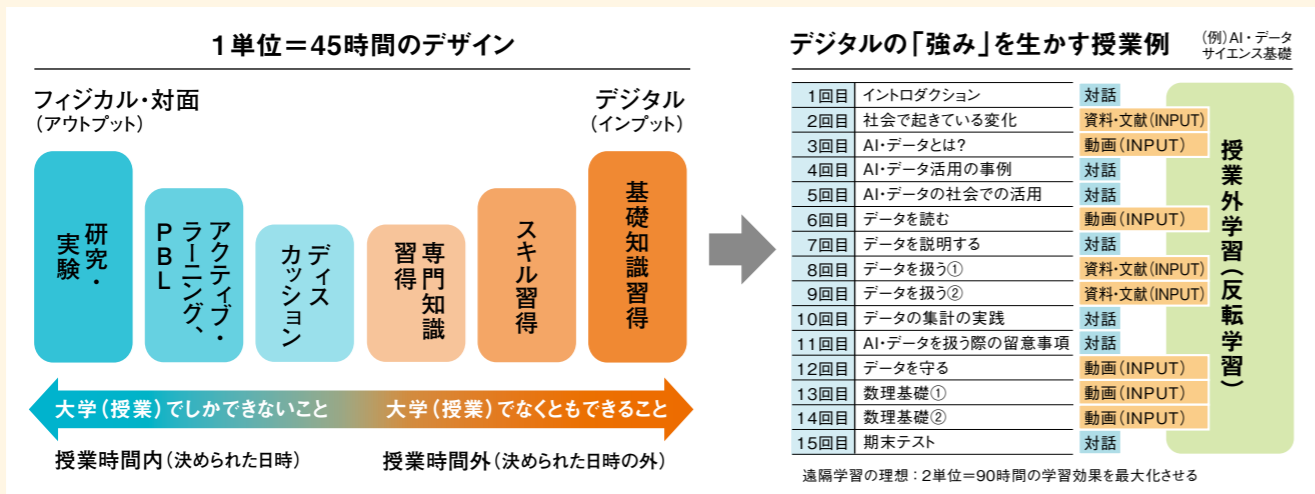 1単位＝45時間のデザイン
フィジカル・対面
（アウトプット）
デジタル
（インプット）
研究・
実験
アクティブ・
ラーニング、
PBL
ディス
カッション
専門知識
習得
スキル習得
基礎知識習得
大学（授業）でしかできないこと
大学（授業）でなくともできること
授業時間内（決められた日時）
授業時間外（決められた日時の外）
デジタルの「強み」を生かす授業例
（例）AI・データ
サイエンス基礎
1回目 イントロダクション 対話
2回目 社会で起きている変化 資料・文献（INPUT）
3回目 AI・データとは? 動画（INPUT）
4回目 AI・データ活用の事例 対話
5回目 AI・データの社会での活用 対話
6回目 データを読む 動画（INPUT）
7回目 データを説明する 対話
8回目 データを扱う① 資料・文献（INPUT）
9回目 データを扱う② 資料・文献（INPUT）
10回目 データの集計の実践 対話
11回目 AI・データを扱う際の留意事項 対話
12回目 データを守る 動画（INPUT）
13回目 数理基礎① 動画（INPUT）
14回目 数理基礎② 動画（INPUT）
15回目 期末テスト 対話
授業外学習（反転学習）
遠隔学習の理想：2単位＝90時間の学習効果を最大化させる